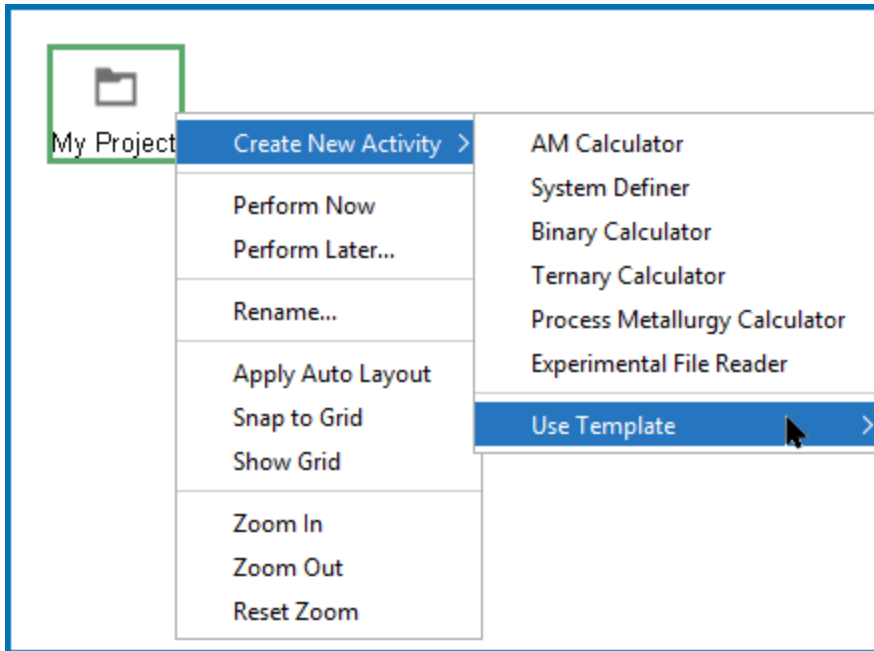 My Project
Create New Activity
Perform Now
Perform Later...
Rename...
Apply Auto Layout
Snap to Grid
Show Grid
Zoom In
Zoom Out
Reset Zoom
AM Calculator
System Definer
Binary Calculator
Ternary Calculator
Process Metallurgy Calculator
Experimental File Reader
Use Template